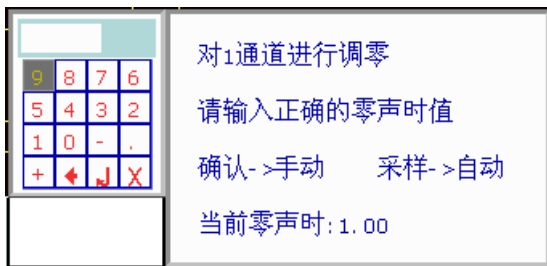 9 8 7 6
5 4 3 2
1 0 - .
+ X
对1通道进行调零
请输入正确的零声时值
确认->手动 采样->自动
当前零声时:1.00